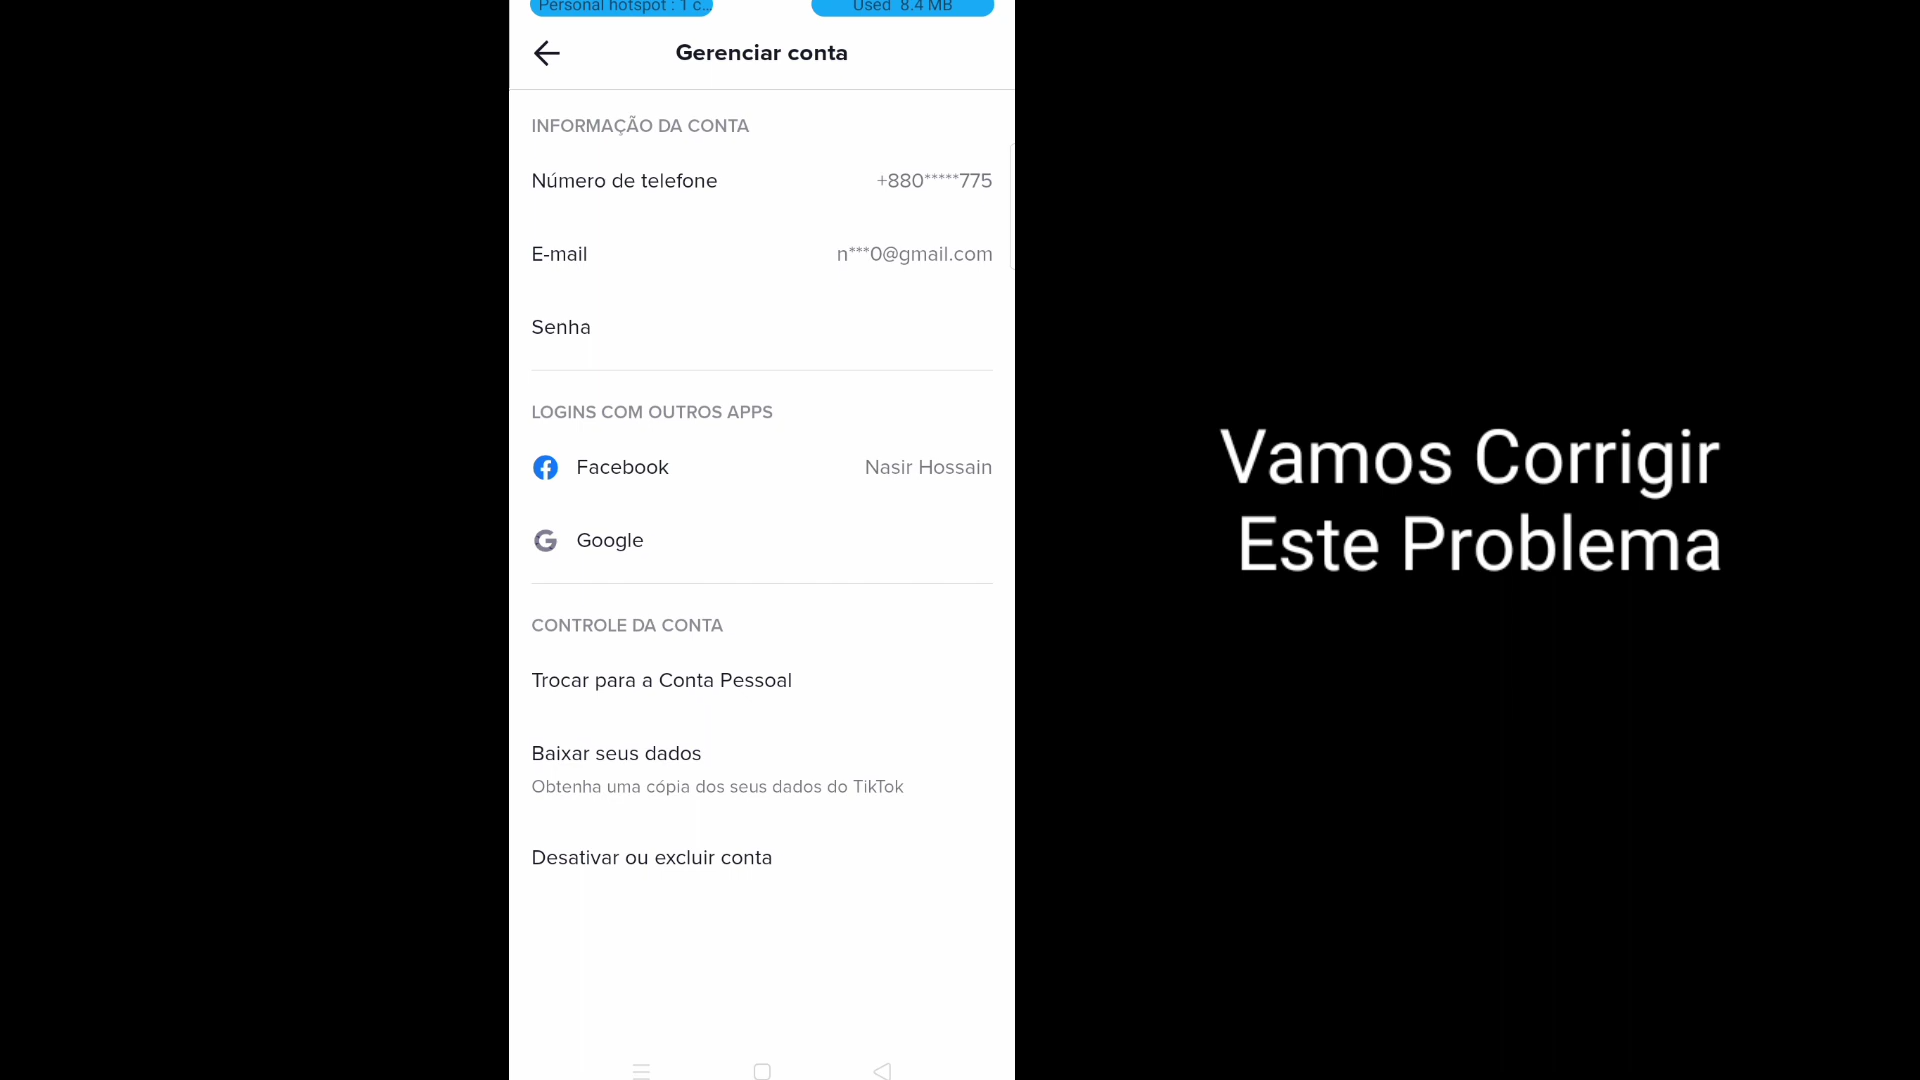 Personal hotspot : 1 c...
Used 8.4 MB
Gerenciar conta
INFORMAÇÃO DA CONTA
Número de telefone +880*****775
E-mail n***0@gmail.com
Senha
LOGINS COM OUTROS APPS
Facebook Nasir Hossain
Google
CONTROLE DA CONTA
Trocar para a Conta Pessoal
Baixar seus dados
Obtenha uma cópia dos seus dados do TikTok
Desativar ou excluir conta
Vamos Corrigir
Este Problema